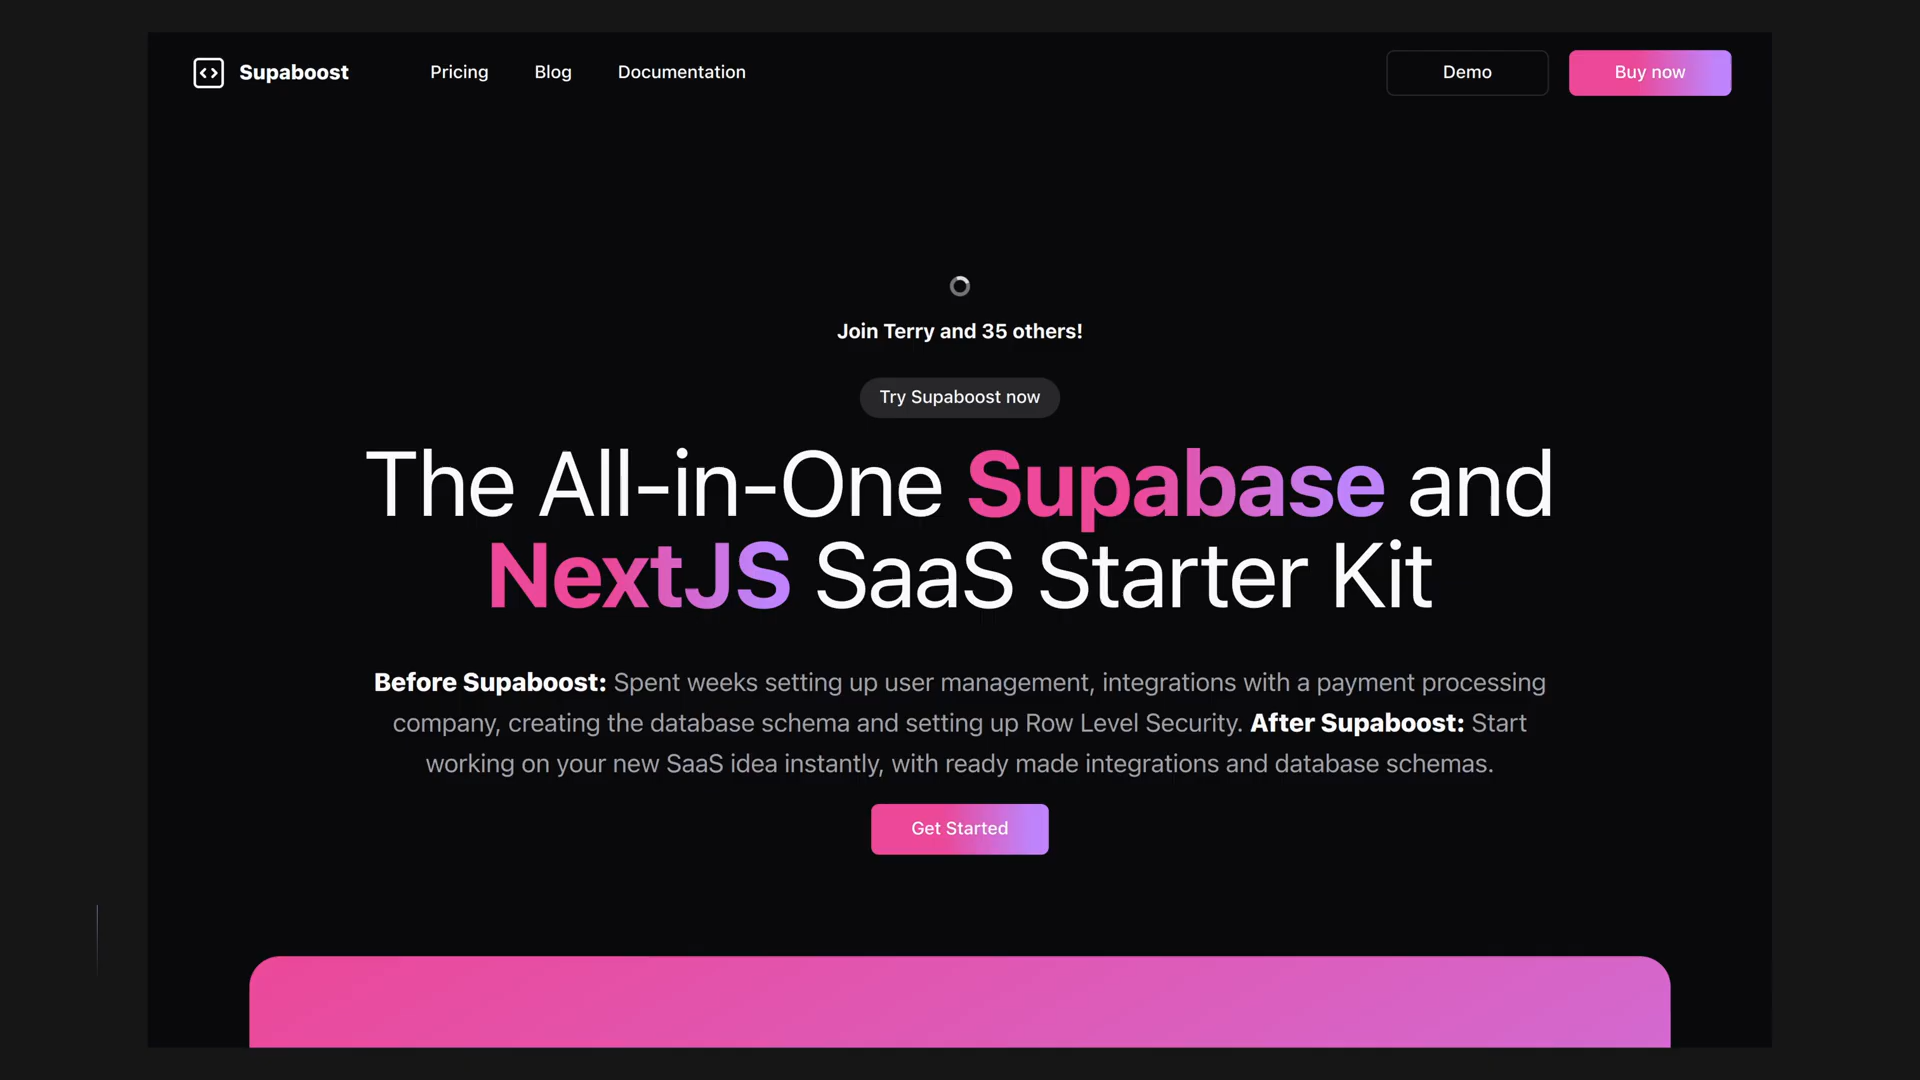 Supaboost
Pricing
Blog
Documentation
Demo
Buy now
Join Terry and 35 others!
Try Supaboost now
The All-in-One Supabase and
NextJS SaaS Starter Kit
Before Supaboost: Spent weeks setting up user management, integrations with a payment processing
company, creating the database schema and setting up Row Level Security. After Supaboost: Start
working on your new SaaS idea instantly, with ready made integrations and database schemas.
Get Started